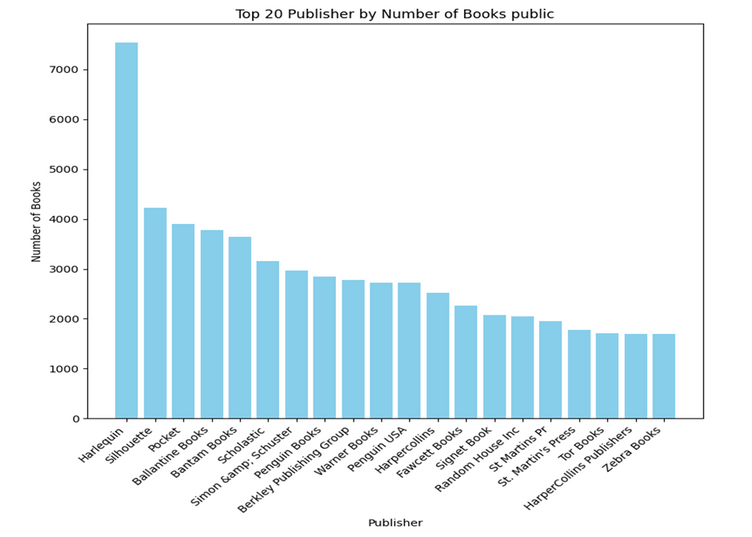 Top 20 Publisher by Number of Books public
Number of Books
7000
6000
5000
4000
3000
2000
1000
0
Harlequin
Silhouette
Pocket
Ballantine Books
Bantam Books
Scholastic
Simon &amp; Schuster
Penguin Books
Berkley Publishing Group
Warner Books
Penguin USA
Harpercollins
Fawcett Books
Signet Book
Random House Inc
St Martins Pr
St. Martin's Press
Tor Books
HarperCollins Publishers
Zebra Books
Publisher